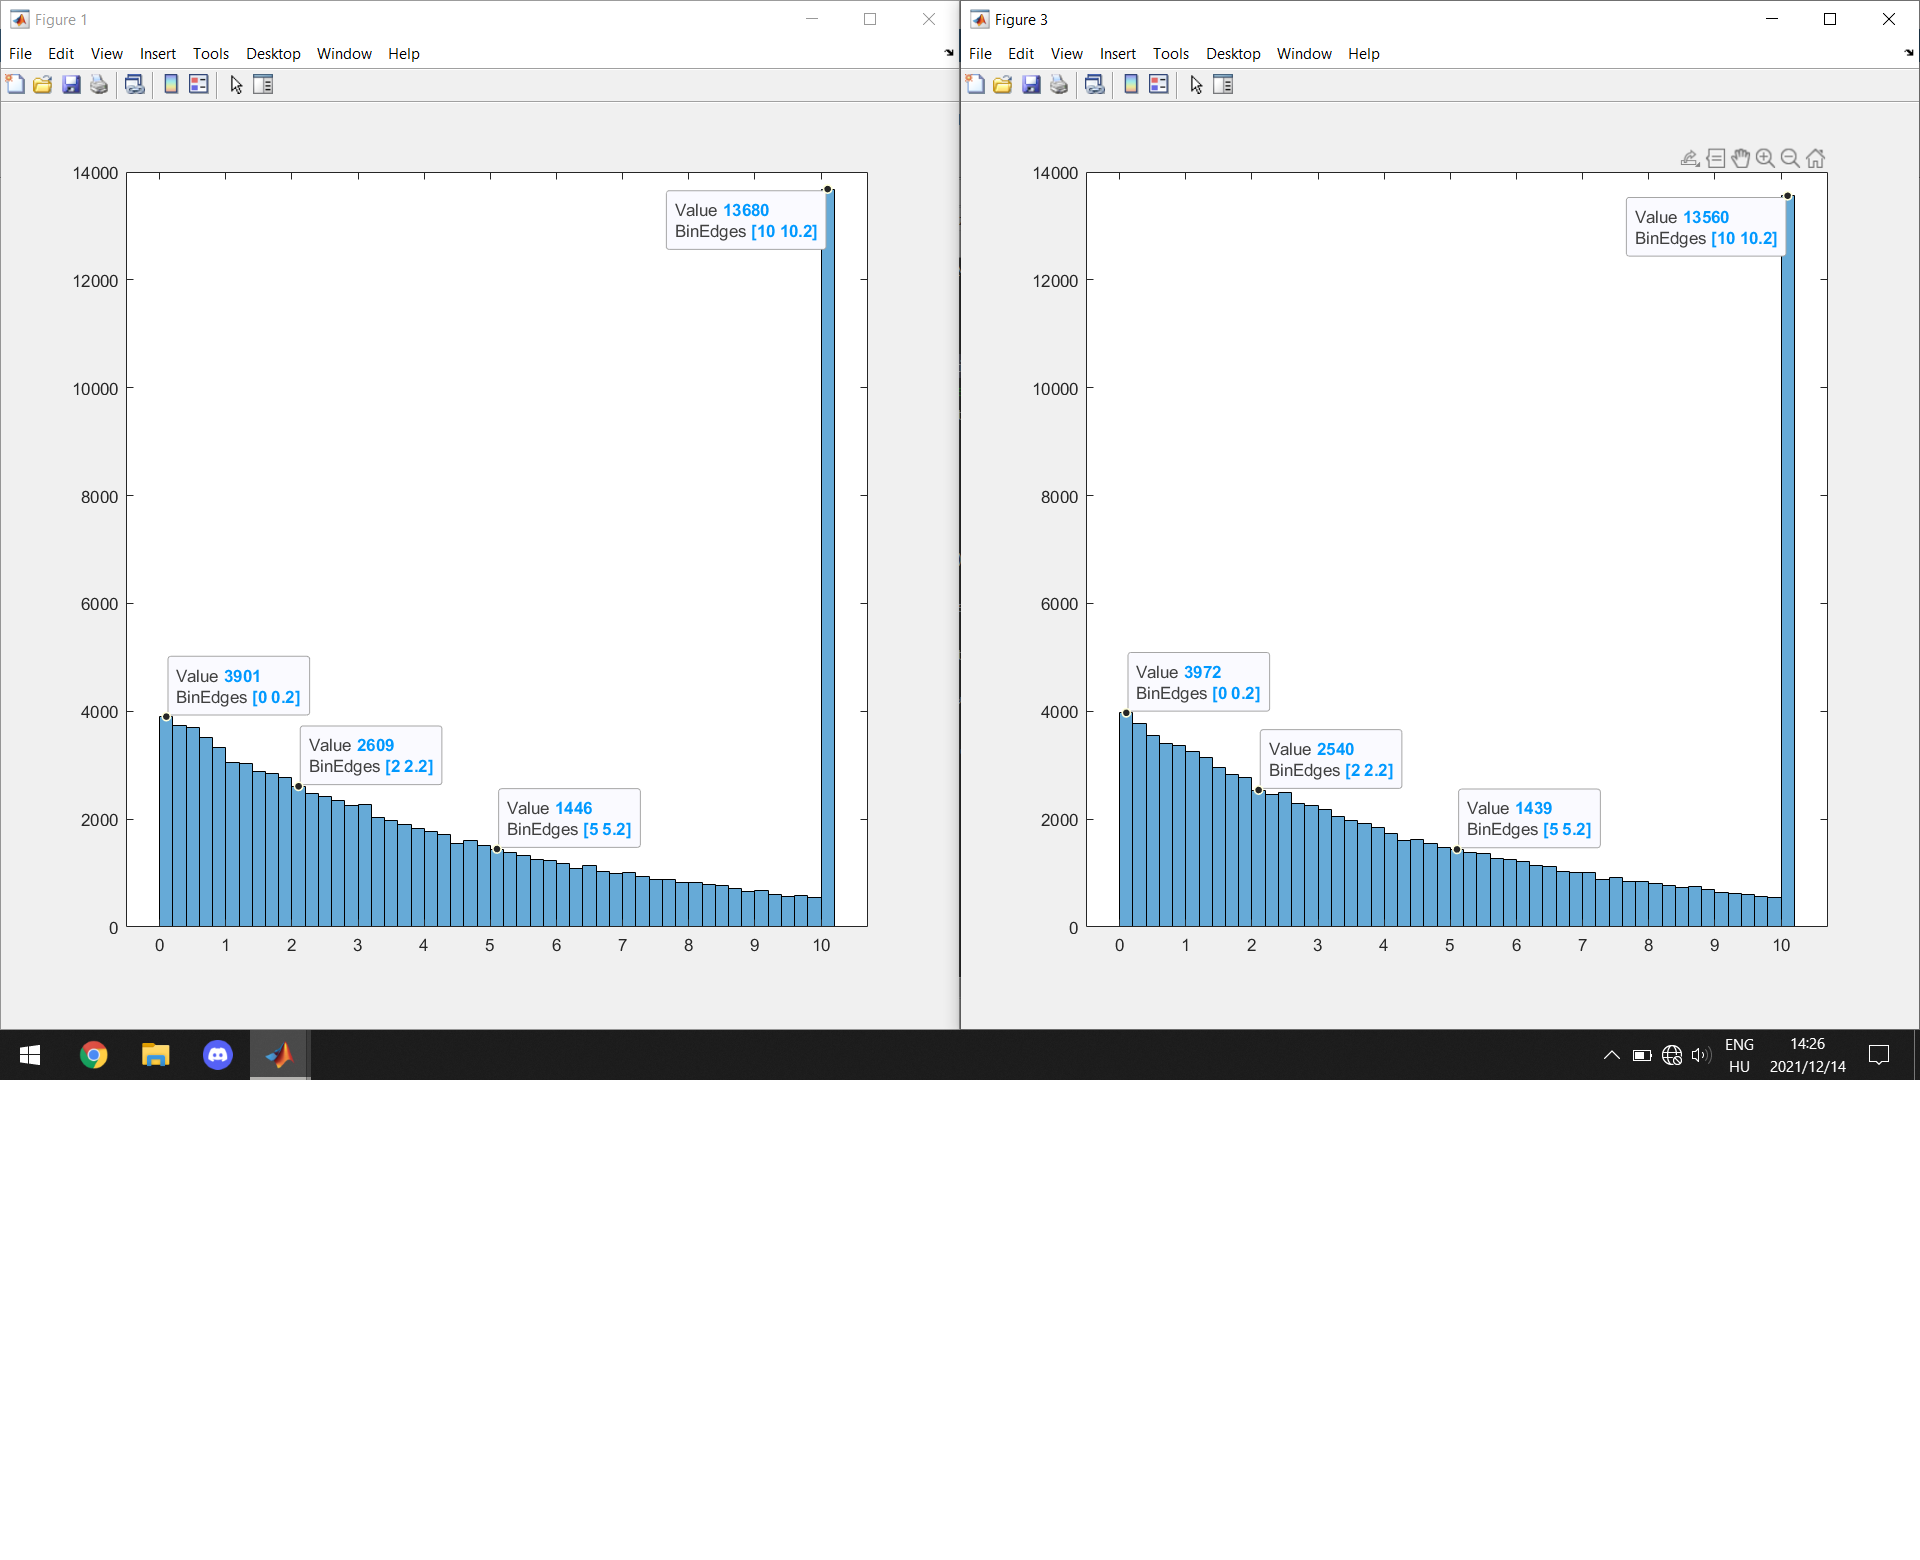 Figure 1
File Edit View Insert Tools Desktop Window Help
14000
12000
10000
8000
6000
4000
2000
0
Value 13680
BinEdges [10 10.2]
Value 3901
BinEdges [0 0.2]
Value 2609
BinEdges [2 2.2]
Value 1446
BinEdges [5 5.2]
0 1 2 3 4 5 6 7 8 9 10
Figure 3
File Edit View Insert Tools Desktop Window Help
14000
12000
10000
8000
6000
4000
2000
0
Value 13560
BinEdges [10 10.2]
Value 3972
BinEdges [0 0.2]
Value 2540
BinEdges [2 2.2]
Value 1439
BinEdges [5 5.2]
0 1 2 3 4 5 6 7 8 9 10
ENG
HU
14:26
2021/12/14